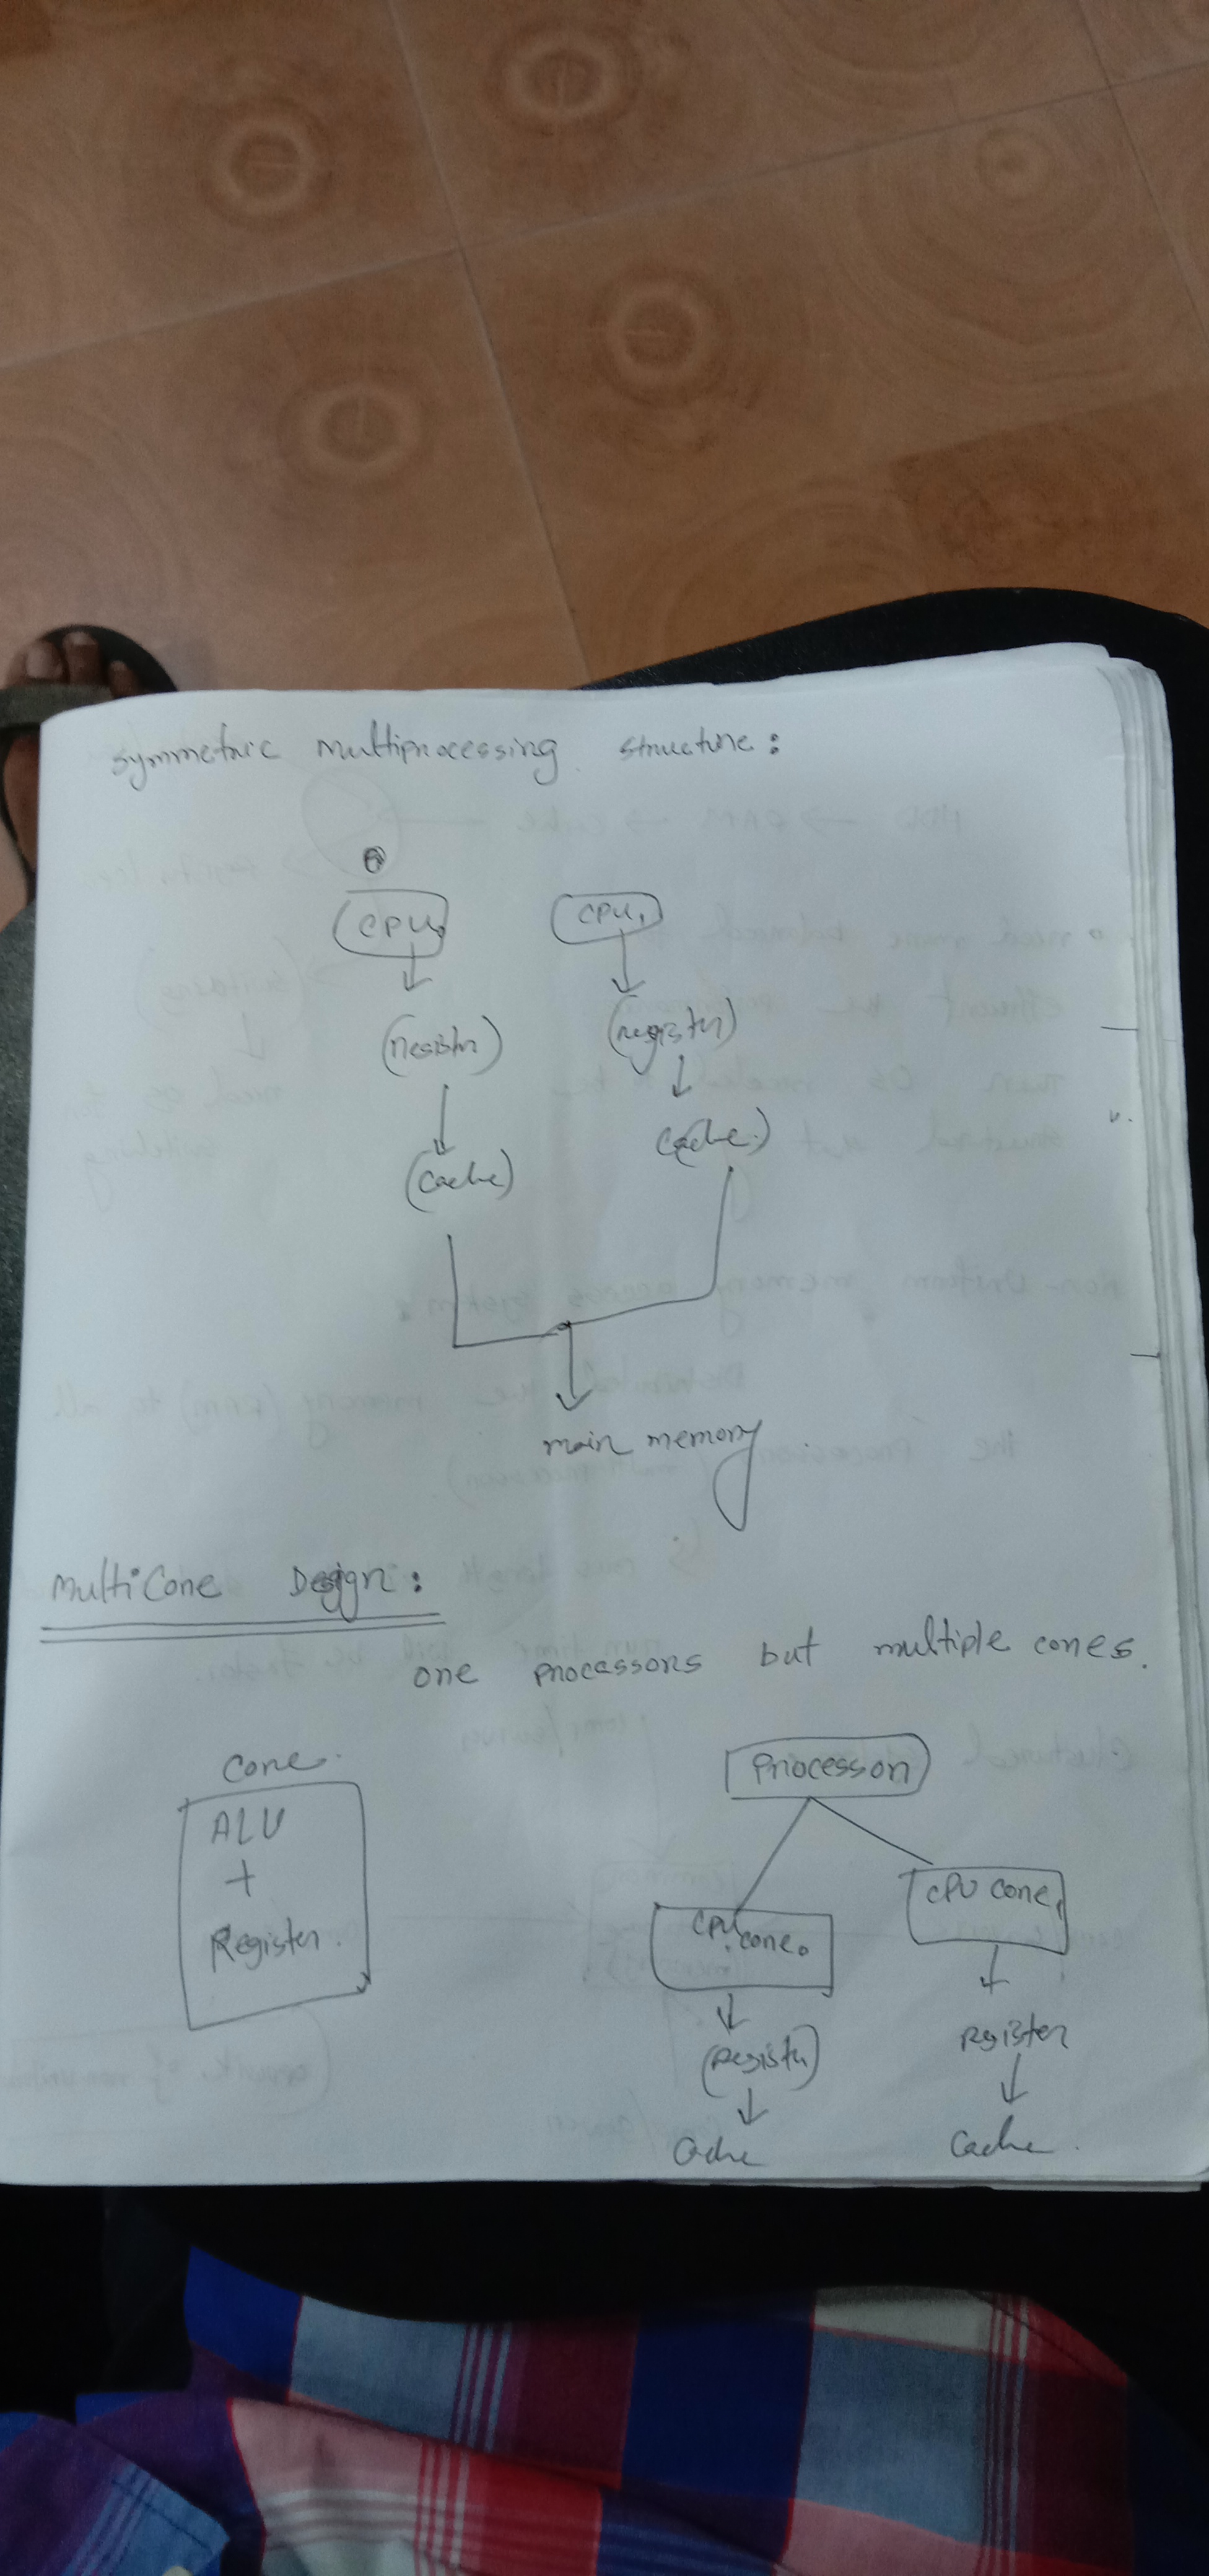 symmetric multiprocessing structure:
CPU0 CPU1
(register) (register)
(cache) (cache)
main memory
MultiCore Design:
one processors but multiple cores.
Core
ALU
+
Register
Processor
CPU core0 CPU core1
(Register) Register
Cache Cache